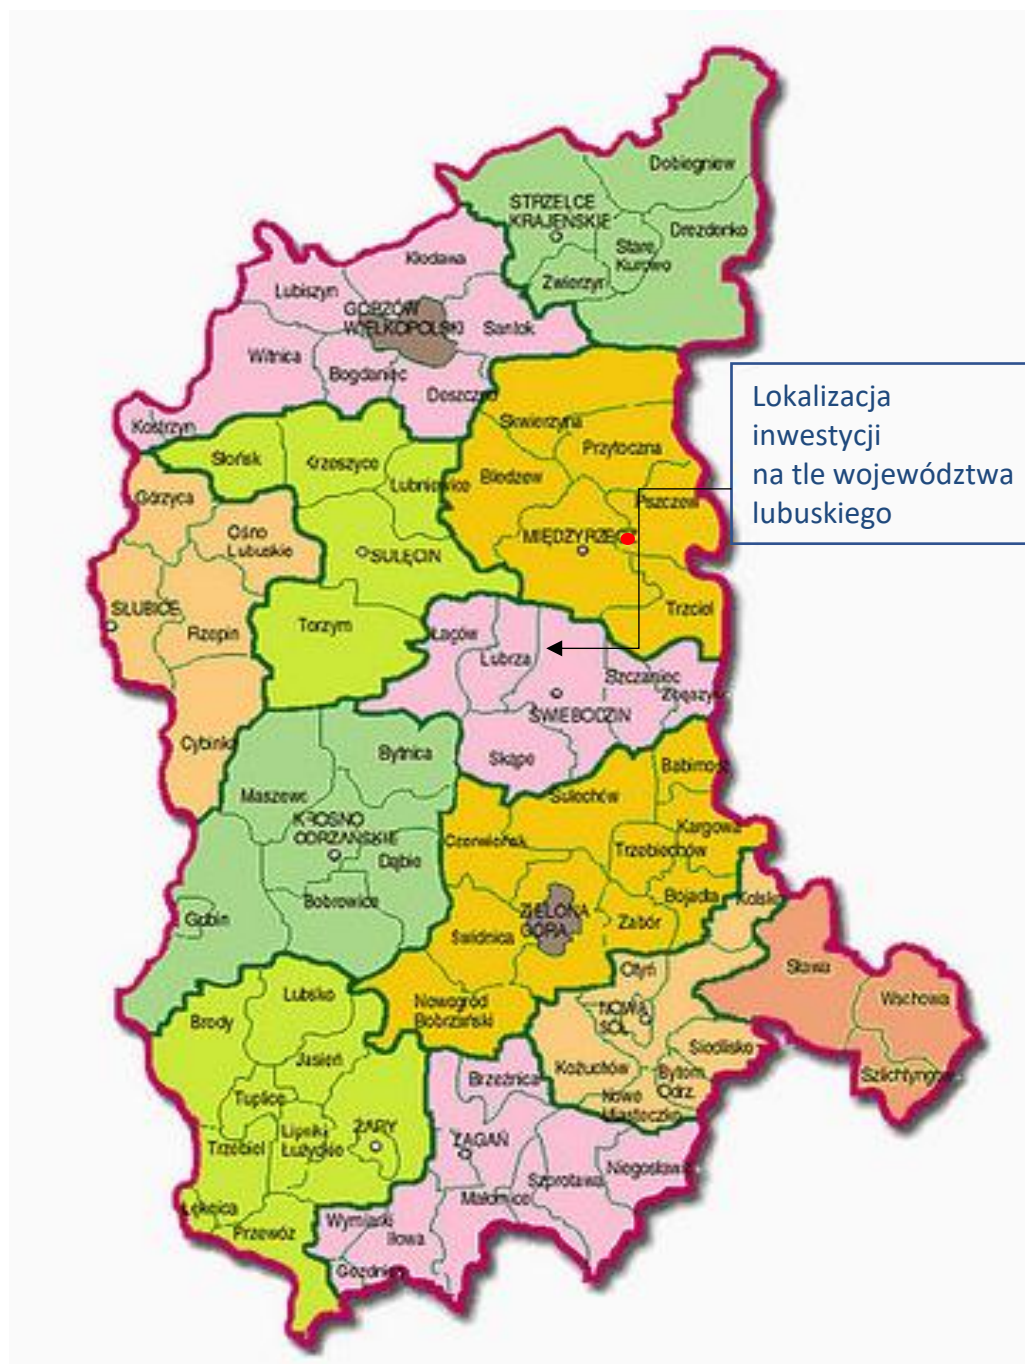 Dobiegniew
STRZELCE
KRAJEŃSKIE
Drezdenko
Stare
Kurowo
Zwierzyn
Kłodawa
Lubiszyn
GORZÓW
WIELKOPOLSKI
Santok
Witnica
Bogdaniec
Deszczno
Kostrzyn
Lokalizacja
inwestycji
na tle województwa
lubuskiego
Skwierzyna
Przytoczna
Słońsk
Krzeszyce
Lubniewice
Bledzew
Pszczew
Górzyca
Ośno
Lubuskie
SULĘCIN
MIĘDZYRZEC
Trzciel
SŁUBICE
Rzepin
Torzym
Łagów
Lubrza
Szczaniec
Zbąszyn
ŚWIEBODZIN
Cybinka
Bytnica
Skąpe
Babimost
Maszewo
Sulechów
KROSNO
ODRZAŃSKIE
Czerwieńsk
Kargowa
Trzebiechów
Dąbie
Bobrowice
Bojadła
Kolsko
Gubin
ZIELONA
GÓRA
Zabór
Świdnica
Otyń
Sława
Lubsko
Nowogród
Bobrzański
NOWA
SÓL
Wschowa
Brody
Jasień
Siedlisko
Kożuchów
Bytom
Odrz.
Szlichtyngowa
Brzeźnica
Nowe
Miasteczko
Tuplice
Trzebiel
Lipinki
Łużyckie
ŻARY
ŻAGAŃ
Niegosławice
Szprotawa
Małomice
Łęknica
Przewóz
Wymiarki
Iłowa
Gozdnica